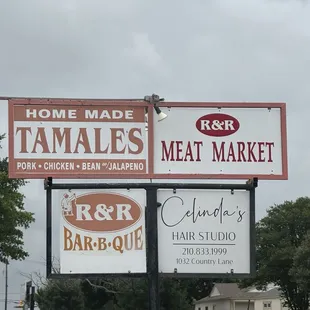 HOME MADE
TAMALES
PORK • CHICKEN • BEAN AND JALAPENO
R&R
MEAT MARKET
R&R
BAR•B•QUE
Celinda's
HAIR STUDIO
210.833.1999
1032 Country Lane